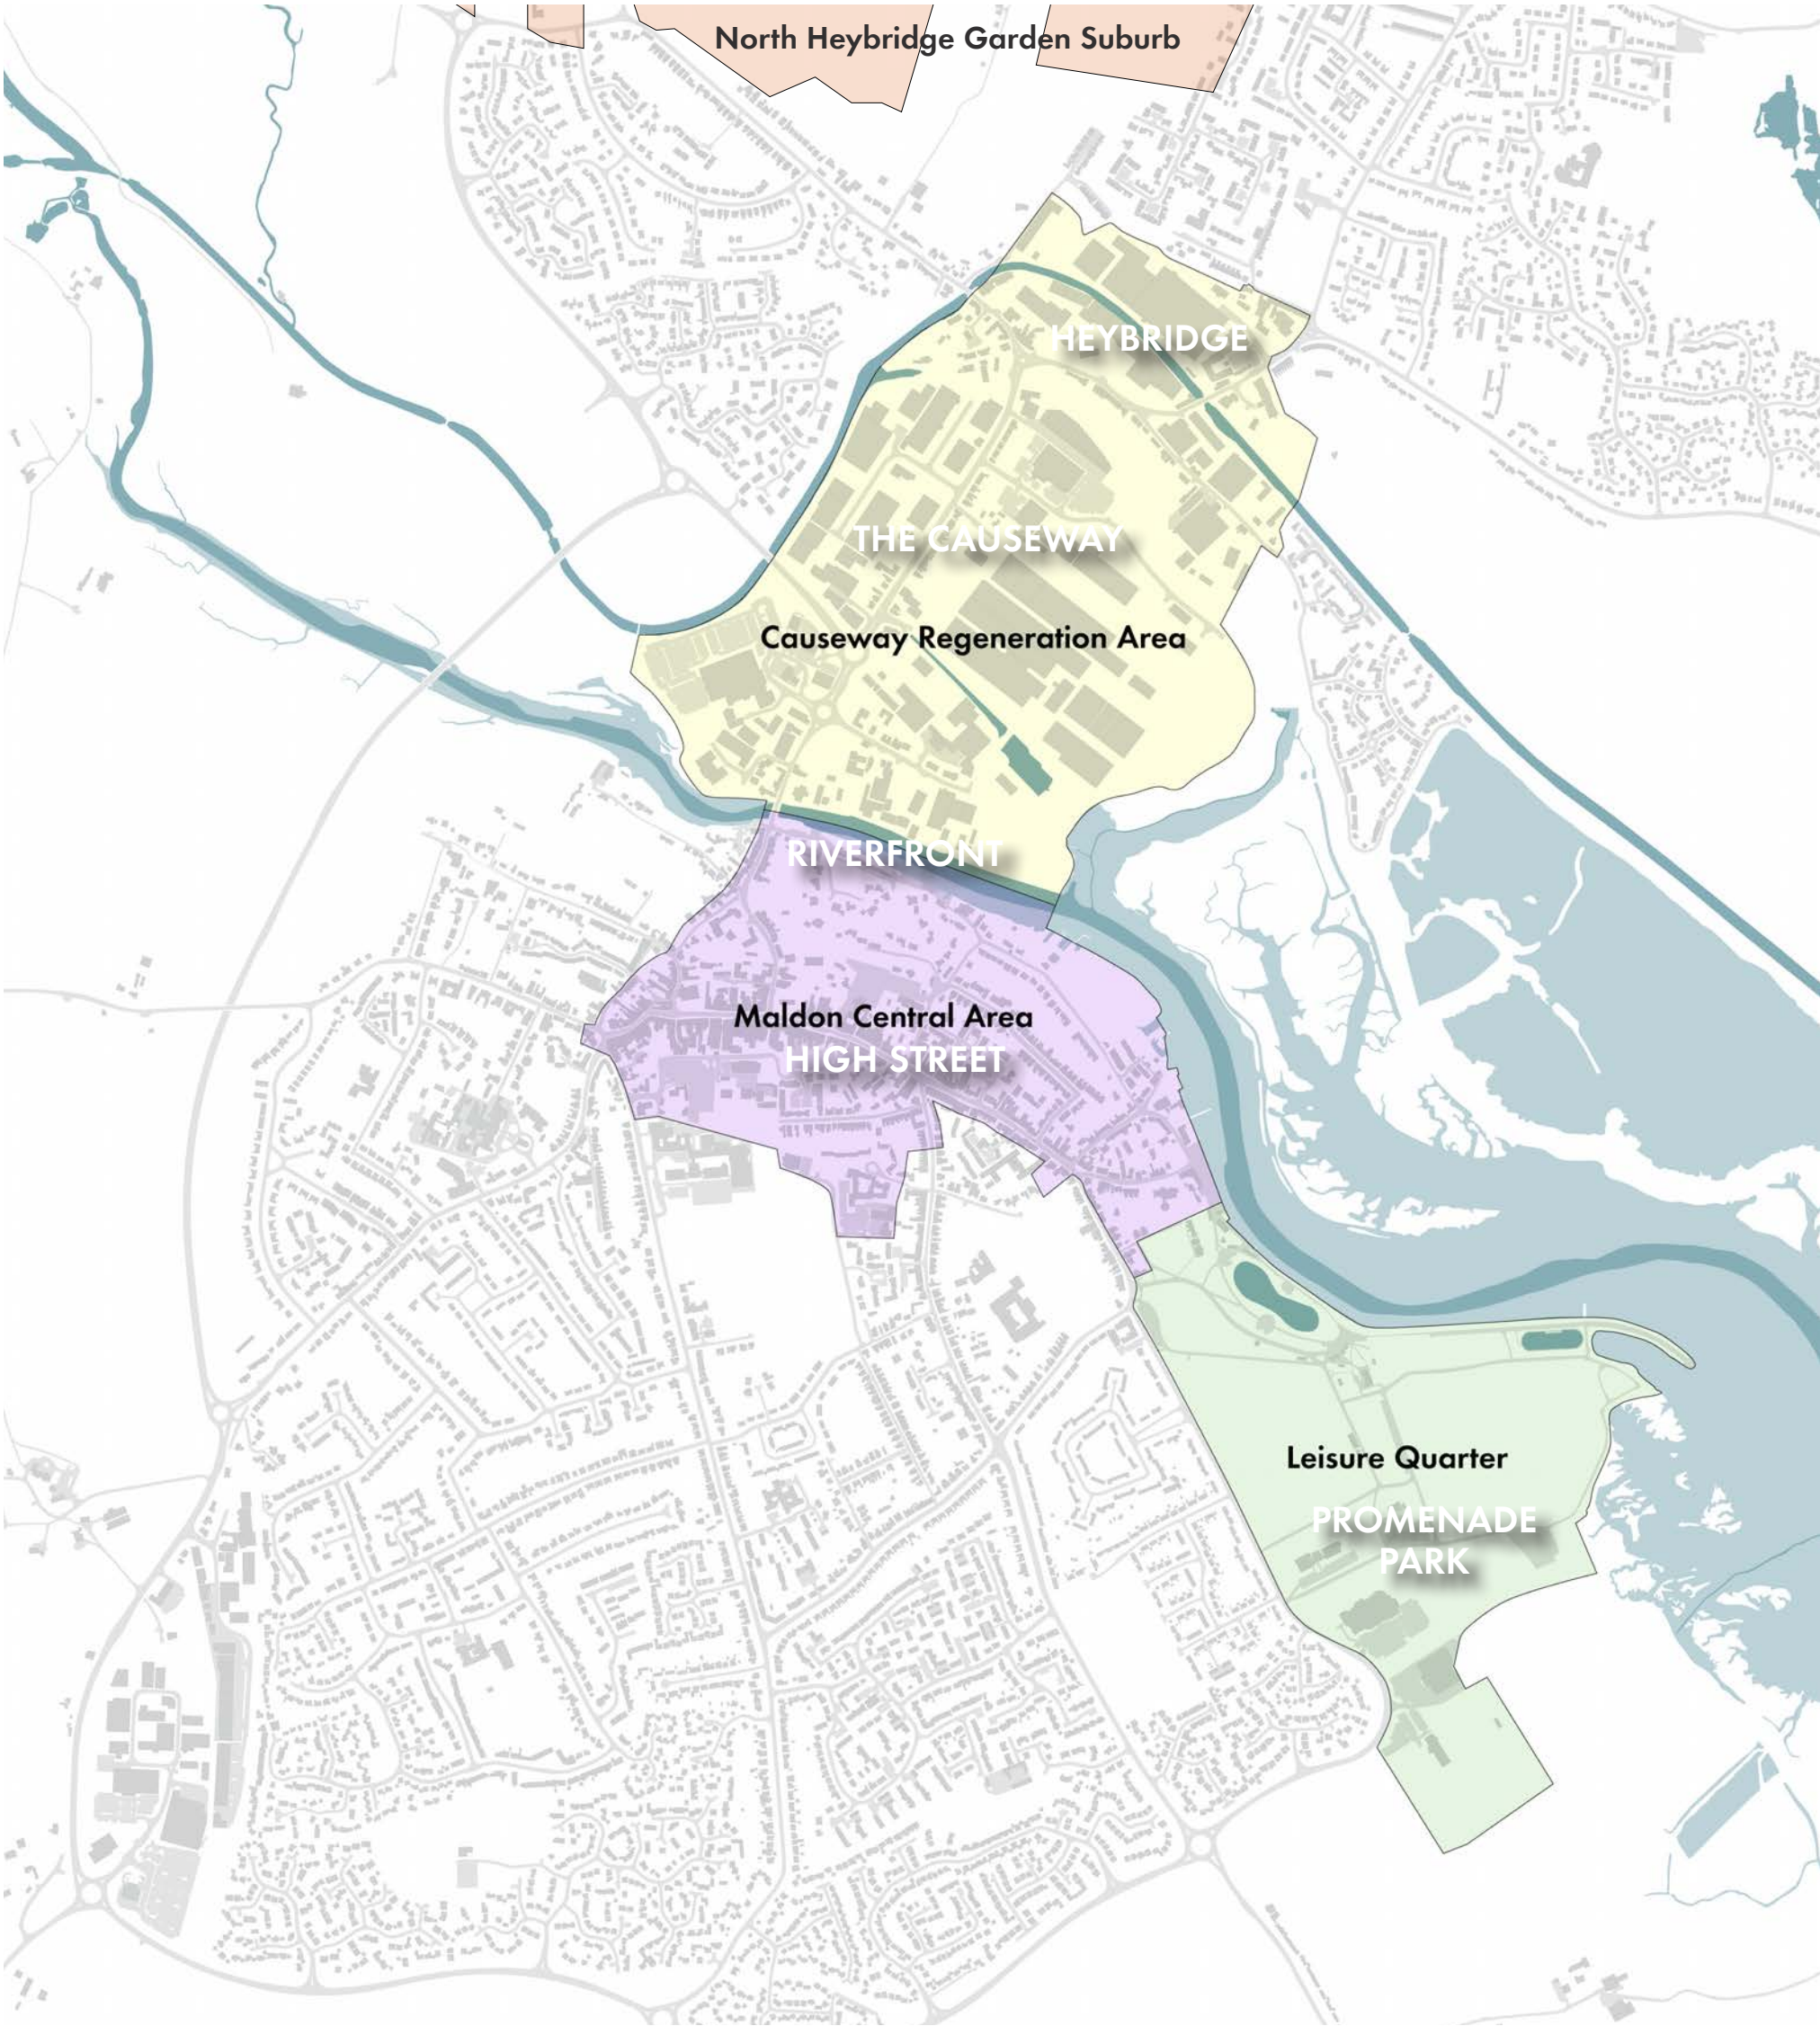 North Heybridge Garden Suburb
HEYBRIDGE
THE CAUSEWAY
Causeway Regeneration Area
RIVERFRONT
Maldon Central Area
HIGH STREET
Leisure Quarter
PROMENADE
PARK